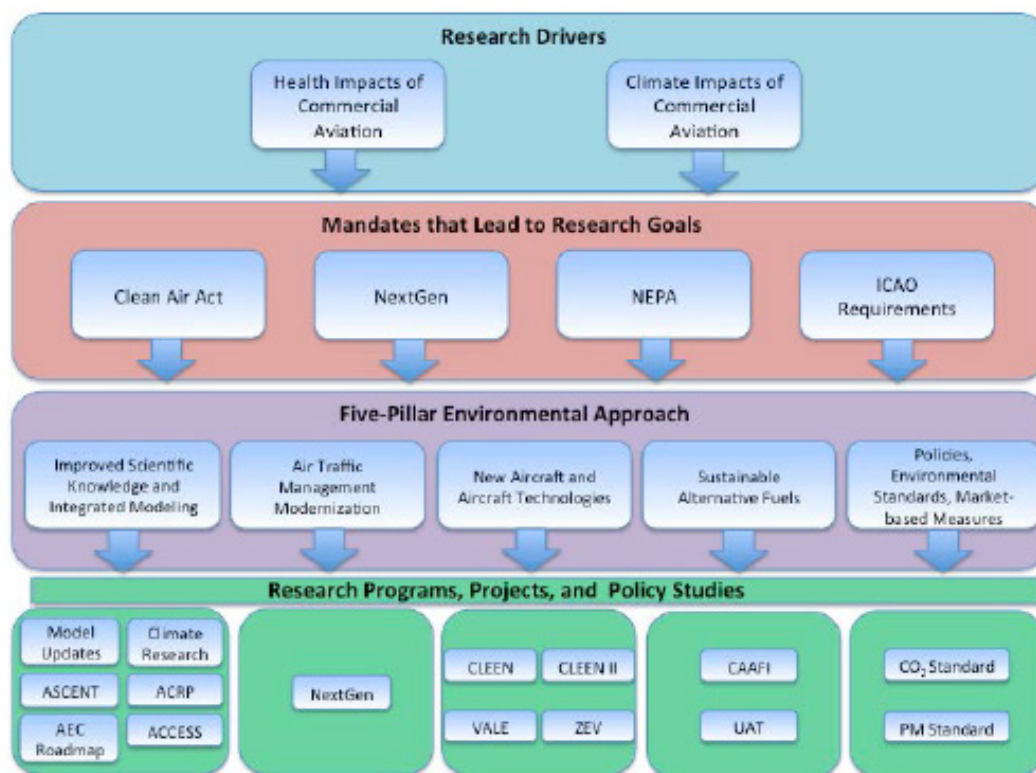 Research Drivers
Health Impacts of
Commercial
Aviation
Climate Impacts of
Commercial
Aviation
Mandates that Lead to Research Goals
Clean Air Act
NextGen
NEPA
ICAO
Requirements
Five-Pillar Environmental Approach
Improved Scientific
Knowledge and
Integrated Modeling
Air Traffic
Management
Modernization
New Aircraft and
Aircraft Technologies
Sustainable
Alternative Fuels
Policies,
Environmental
Standards, Market-
based Measures
Research Programs, Projects, and Policy Studies
Model
Updates
Climate
Research
ASCENT
ACRP
AEC
Roadmap
ACCESS
NextGen
CLEEN
CLEEN II
VALE
ZEV
CAAFI
UAT
CO₂ Standard
PM Standard